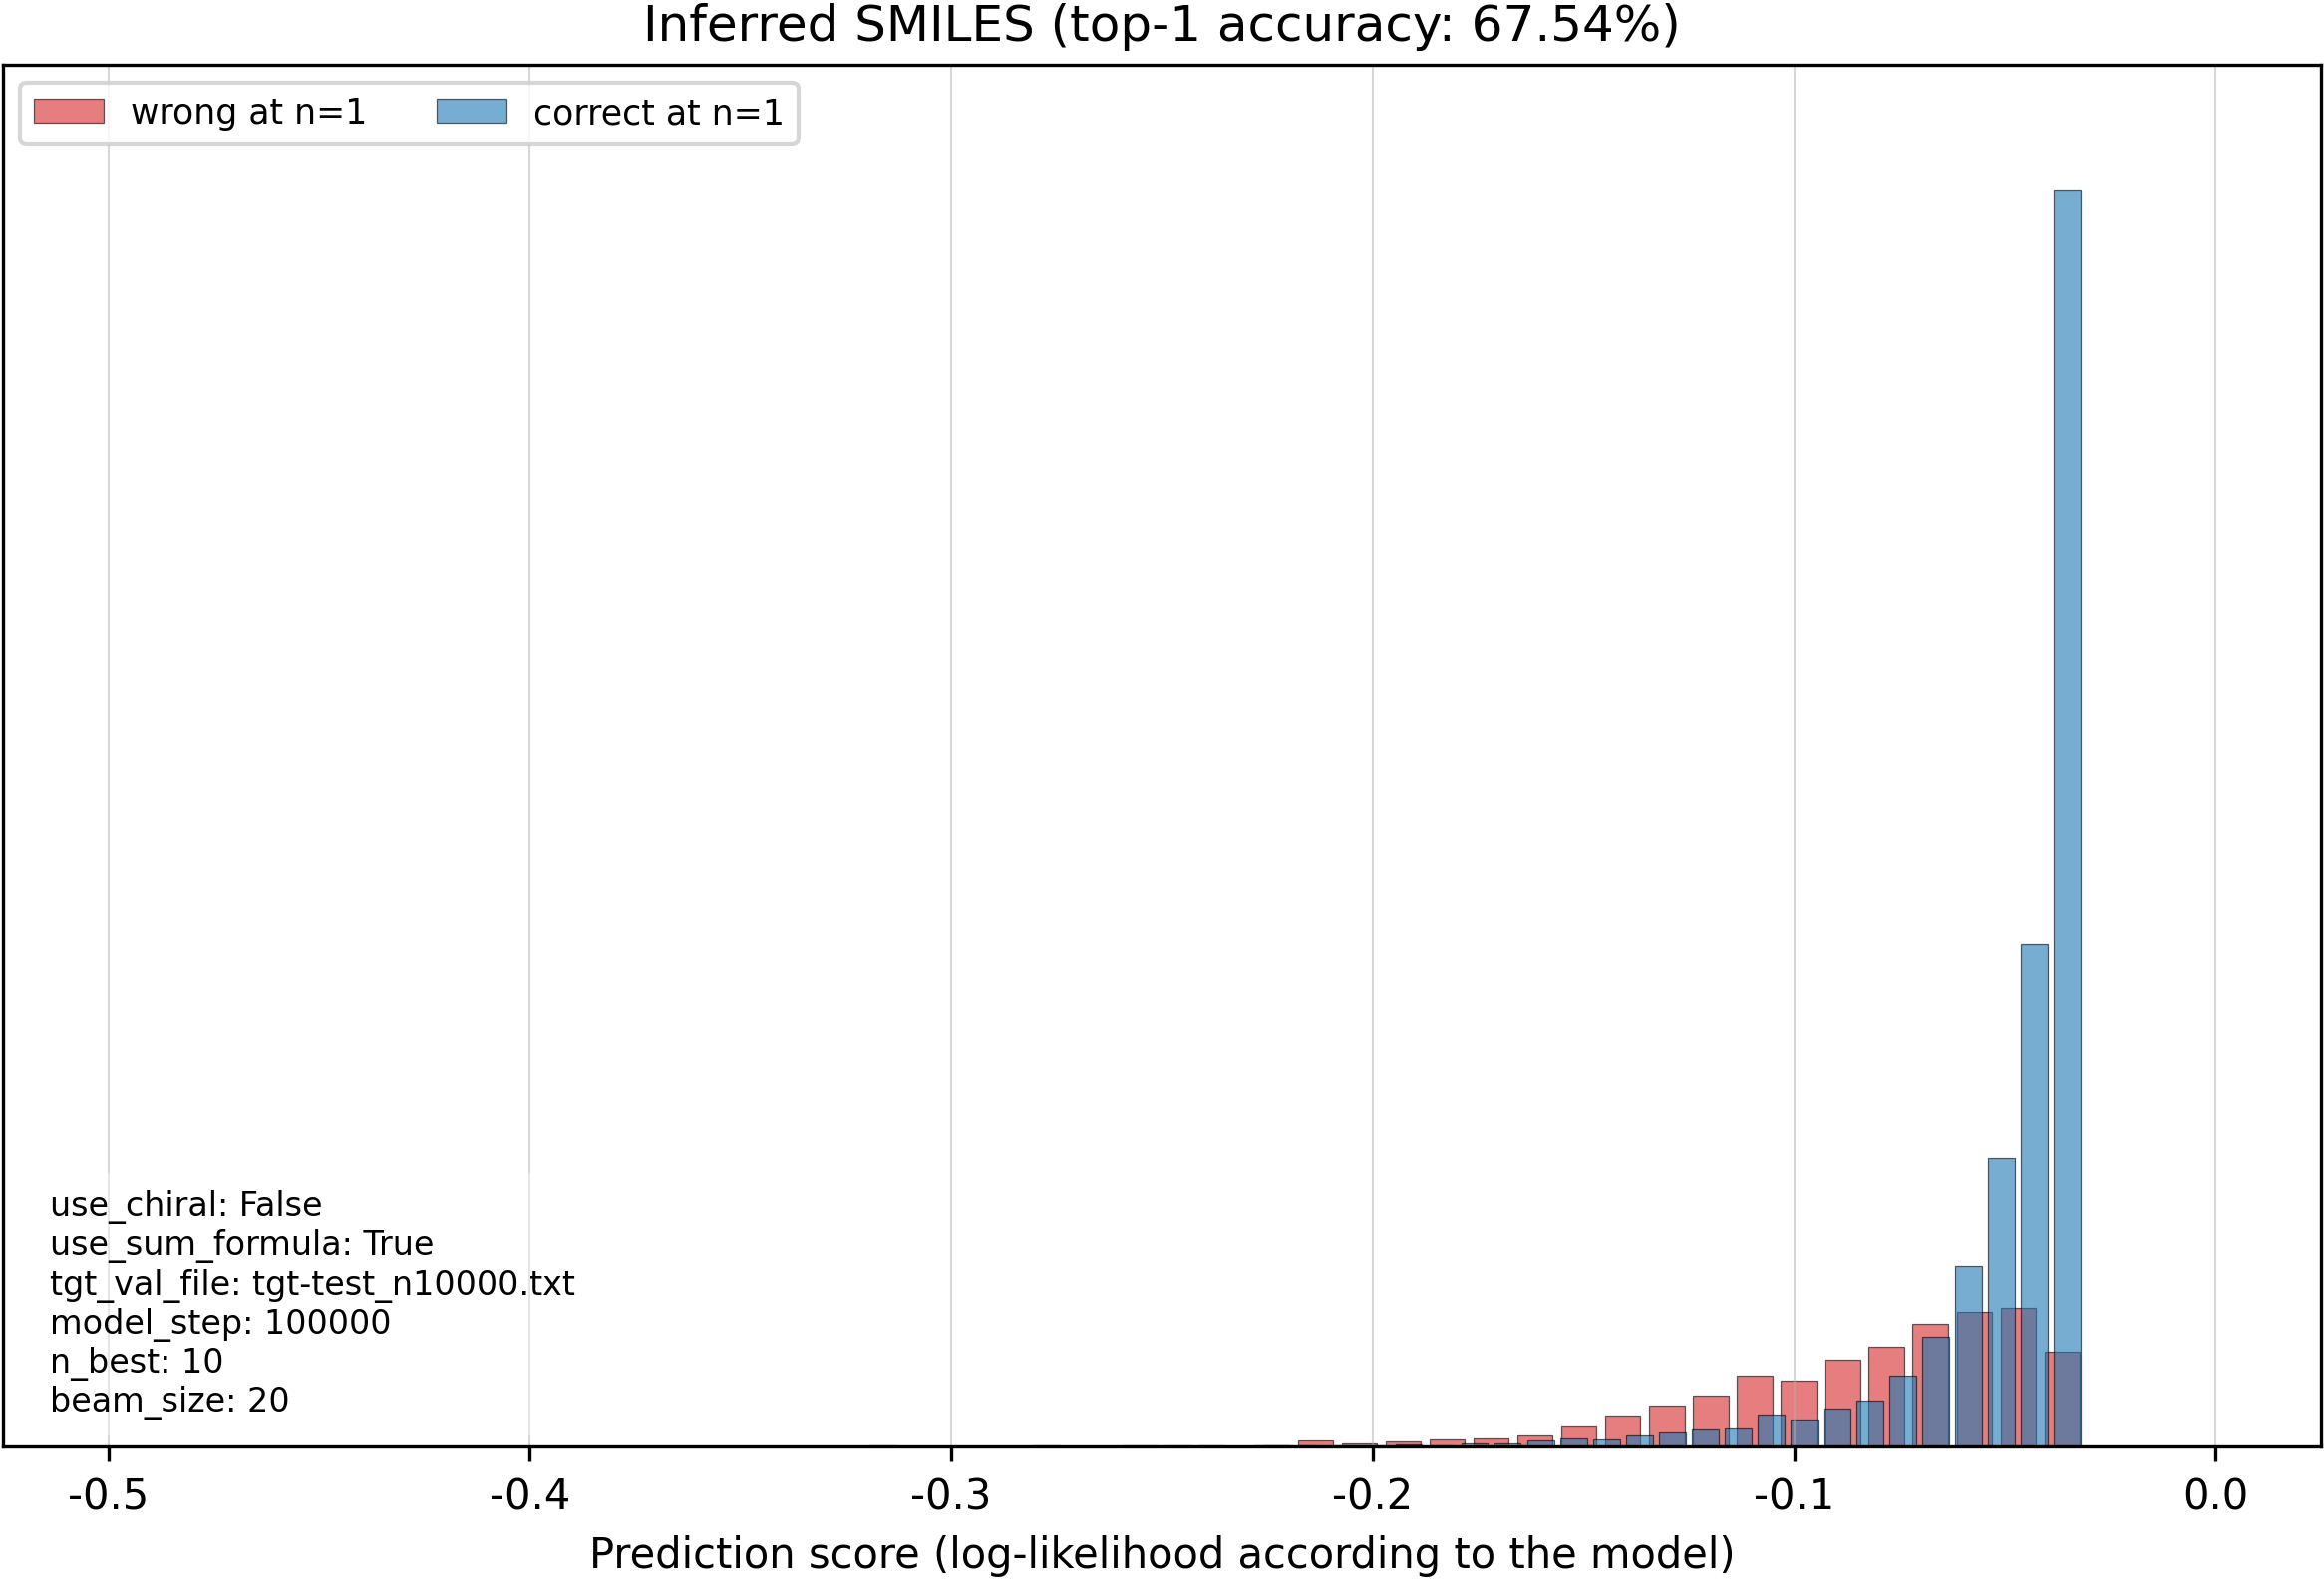 Inferred SMILES (top-1 accuracy: 67.54%)
wrong at n=1 correct at n=1
use_chiral: False
use_sum_formula: True
tgt_val_file: tgt-test_n10000.txt
model_step: 100000
n_best: 10
beam_size: 20
-0.5 -0.4 -0.3 -0.2 -0.1 0.0
Prediction score (log-likelihood according to the model)